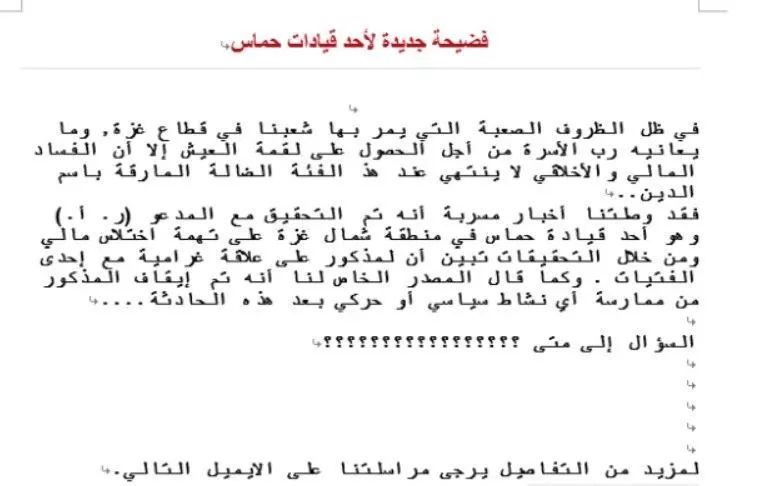 فضيحة جديدة لأحد قيادات حماس
في ظل الظروف الصعبة التي يمر بها شعبنا في قطاع غزة, وما
يعانيه رب الأسرة من أجل الحصول على لقمة العيش إلا أن الفساد
المالي والأخلاقي لا ينتهي عند هذ الفئة الضالة المارقة باسم
الدين..
فقد وصلتنا أخبار مسربة أنه تم التحقيق مع المدعو (ر. أ.)
وهو أحد قيادة حماس في منطقة شمال غزة على تهمة اختلاس مالي
ومن خلال التحقيقات تبين أن لمذكور على علاقة غرامية مع إحدى
الفتيات . وكما قال المصدر الخاص لنا أنه تم إيقاف المذكور
من ممارسة أي نشاط سياسي أو حركي بعد هذه الحادثة....
السؤال إلى متى ؟؟؟؟؟؟؟؟؟؟؟؟؟؟؟؟؟
لمزيد من التفاصيل يرجى مراسلتنا على الايميل التالي.